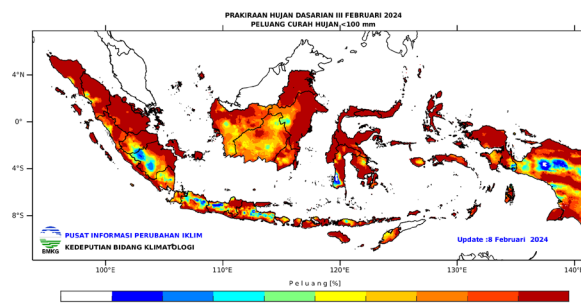 PRAKIRAAN HUJAN DASARIAN III FEBRUARI 2024
PELUANG CURAH HUJAN <100 mm
4°N
0°
4°S
8°S
PUSAT INFORMASI PERUBAHAN IKLIM
KEDEPUTIAN BIDANG KLIMATOLOGI
BMKG
Update :8 Februari 2024
100°E 110°E 120°E 130°E 140°E
Peluang [%]